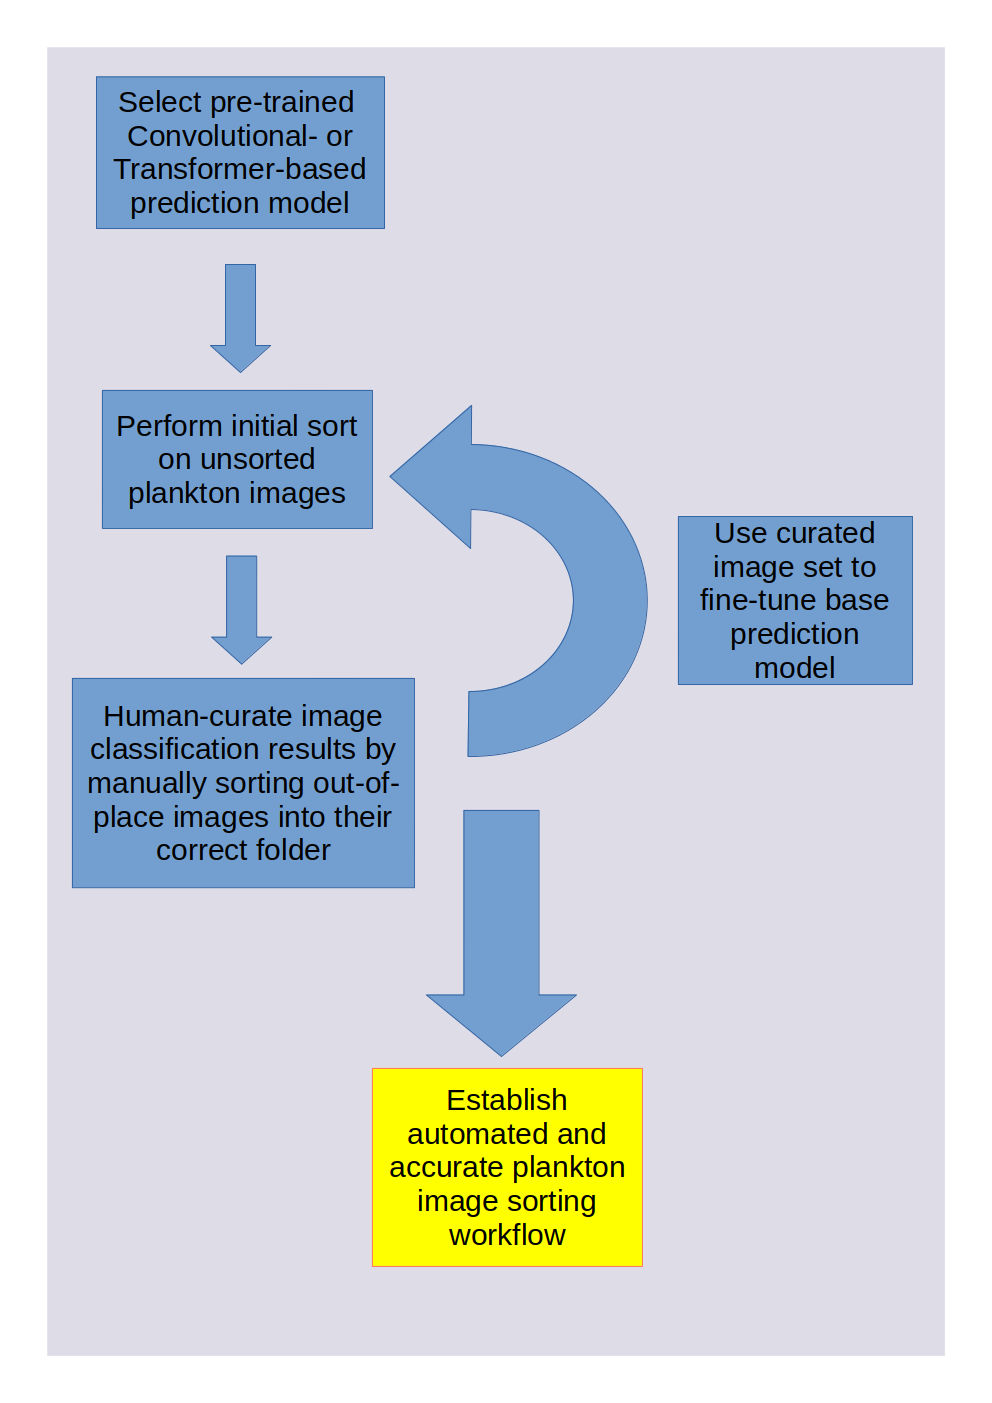 Select pre-trained
Convolutional- or
Transformer-based
prediction model
Perform initial sort
on unsorted
plankton images
Use curated
image set to
fine-tune base
prediction
model
Human-curate image
classification results by
manually sorting out-of-
place images into their
correct folder
Establish
automated and
accurate plankton
image sorting
workflow